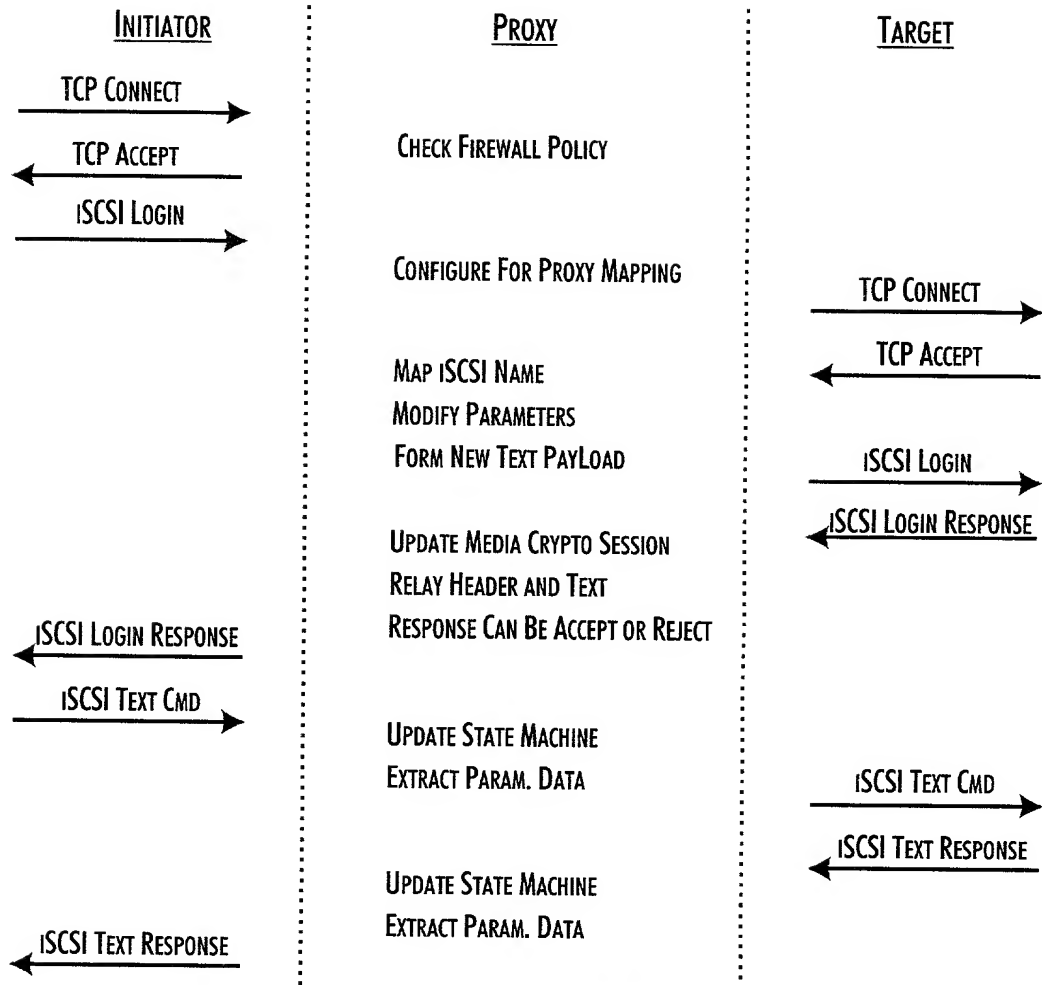 INITIATOR
PROXY
TARGET
TCP CONNECT
TCP ACCEPT
CHECK FIREWALL POLICY
iSCSI LOGIN
CONFIGURE FOR PROXY MAPPING
TCP CONNECT
TCP ACCEPT
MAP iSCSI NAME
MODIFY PARAMETERS
FORM NEW TEXT PAYLOAD
iSCSI LOGIN
iSCSI LOGIN RESPONSE
UPDATE MEDIA CRYPTO SESSION
RELAY HEADER AND TEXT
RESPONSE CAN BE ACCEPT OR REJECT
iSCSI LOGIN RESPONSE
iSCSI TEXT CMD
UPDATE STATE MACHINE
EXTRACT PARAM. DATA
iSCSI TEXT CMD
iSCSI TEXT RESPONSE
UPDATE STATE MACHINE
EXTRACT PARAM. DATA
iSCSI TEXT RESPONSE